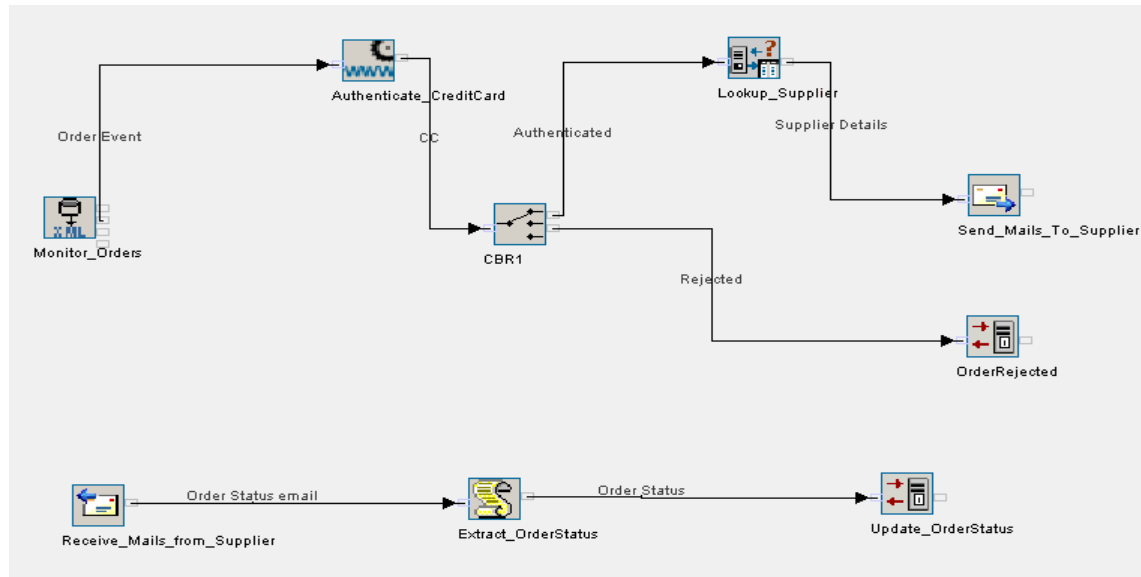 Authenticate_CreditCard
Lookup_Supplier
Order Event
CC
Authenticated
Supplier Details
XML
Monitor_Orders
CBR1
Send_Mails_To_Supplier
Rejected
OrderRejected
Order Status email
Order Status
Receive_Mails_from_Supplier
Extract_OrderStatus
Update_OrderStatus